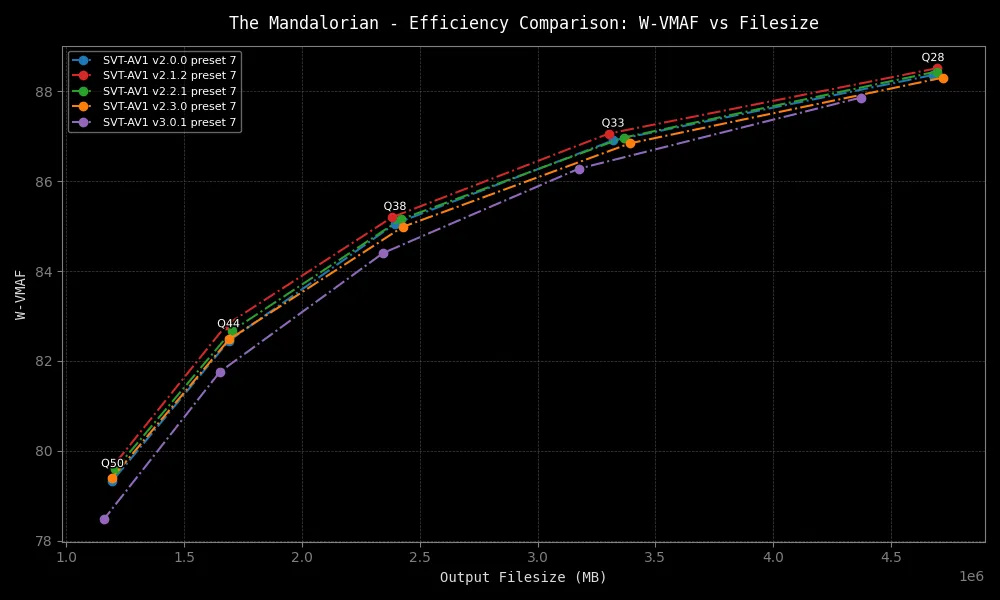 The Mandalorian - Efficiency Comparison: W-VMAF vs Filesize
SVT-AV1 v2.0.0 preset 7
SVT-AV1 v2.1.2 preset 7
SVT-AV1 v2.2.1 preset 7
SVT-AV1 v2.3.0 preset 7
SVT-AV1 v3.0.1 preset 7
Q28
Q33
Q38
Q44
Q50
W-VMAF
88
86
84
82
80
78
1.0
1.5
2.0
2.5
3.0
3.5
4.0
4.5
1e6
Output Filesize (MB)